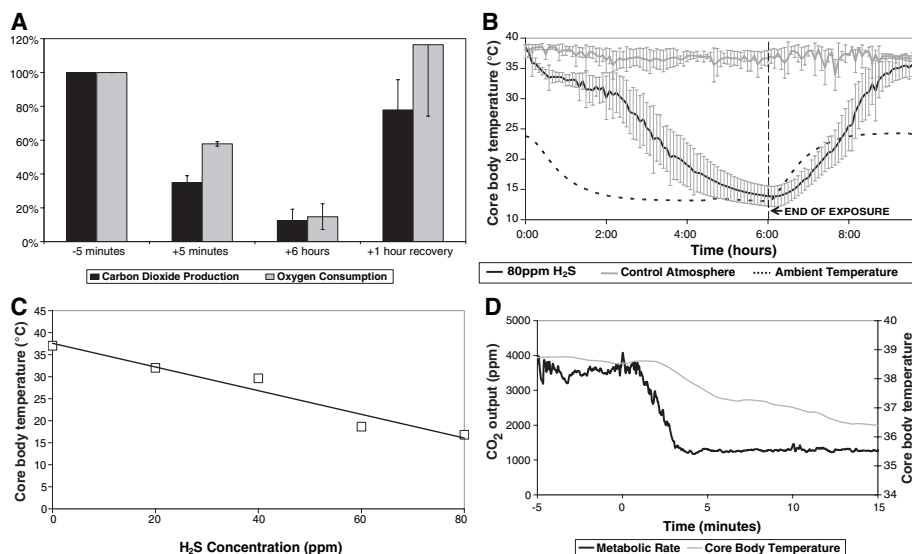 A
120%
100%
80%
60%
40%
20%
0%
-5 minutes
+5 minutes
+6 hours
+1 hour recovery
Carbon Dioxide Production
Oxygen Consumption
B
Core body temperature (°C)
40
35
30
25
20
15
10
0:00
2:00
4:00
6:00
8:00
END OF EXPOSURE
Time (hours)
80ppm H₂S
Control Atmosphere
Ambient Temperature
C
Core body temperature (°C)
45
40
35
30
25
20
15
10
5
0
0
20
40
60
80
H₂S Concentration (ppm)
D
CO₂ output (ppm)
5000
4000
3000
2000
1000
0
40
39
38
37
36
35
34
Core body temperature
-5
0
5
10
15
Time (minutes)
Metabolic Rate
Core Body Temperature